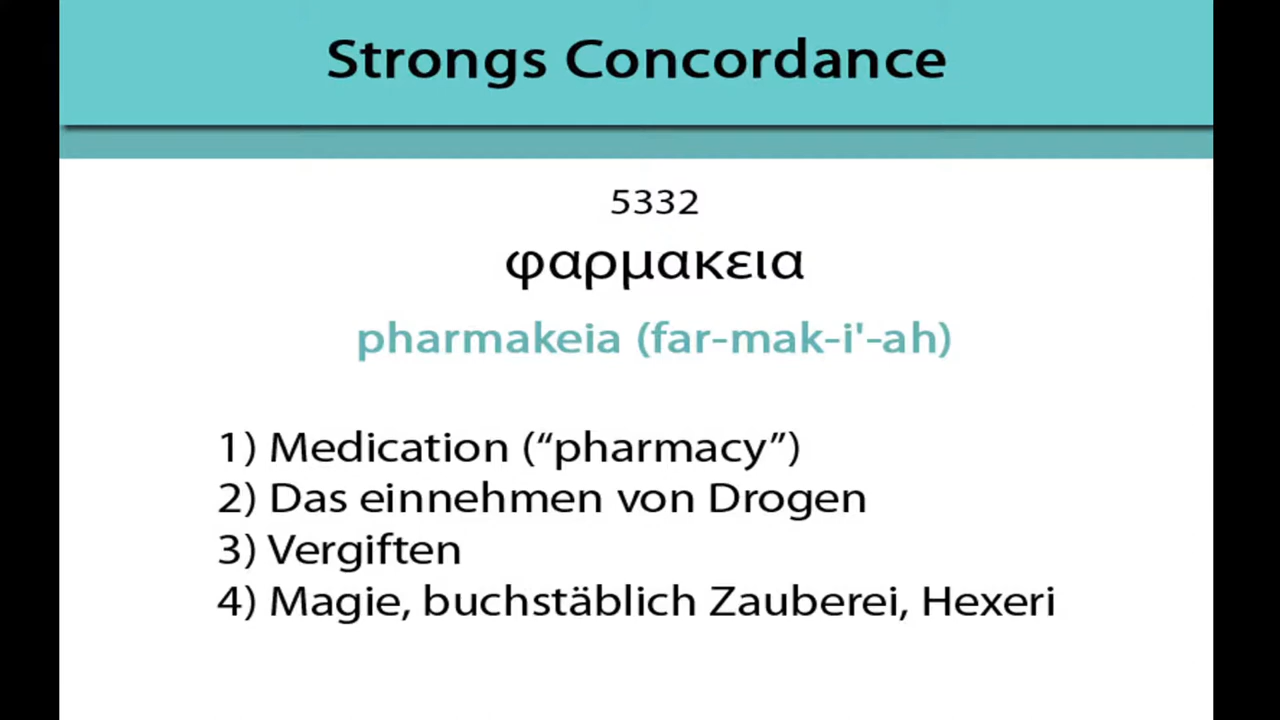 Strongs Concordance
5332
φαρμακεια
pharmakeia (far-mak-i'-ah)
1) Medication (“pharmacy”)
2) Das einnehmen von Drogen
3) Vergiften
4) Magie, buchstäblich Zauberei, Hexeri